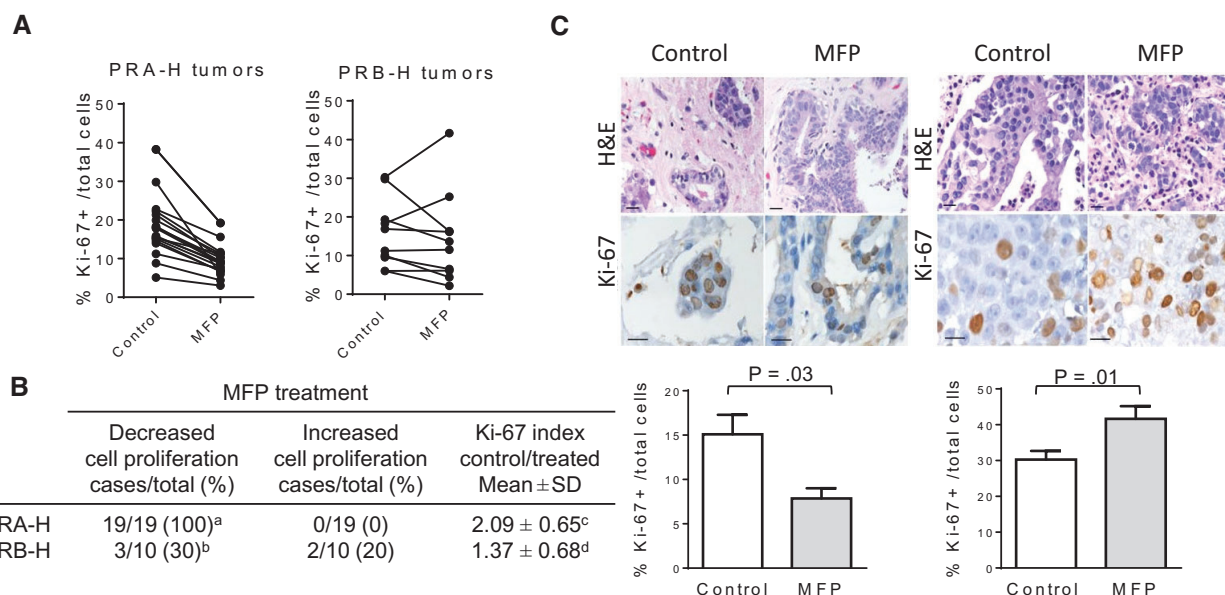 A
PRA-H tumors
% Ki-67+ /total cells
50
40
30
20
10
0
Control
MFP
PRB-H tumors
% Ki-67+ /total cells
50
40
30
20
10
0
Control
MFP
B
MFP treatment
Decreased cell proliferation cases/total (%)
Increased cell proliferation cases/total (%)
Ki-67 index control/treated Mean ± SD
RA-H 19/19 (100)a 0/19 (0) 2.09 ± 0.65c
RB-H 3/10 (30)b 2/10 (20) 1.37 ± 0.68d
C
Control MFP
H&E
Ki-67
Control MFP
H&E
Ki-67
P = .03
% Ki-67+ /total cells
20
15
10
5
0
Control MFP
P = .01
% Ki-67+ /total cells
50
40
30
20
10
0
Control MFP